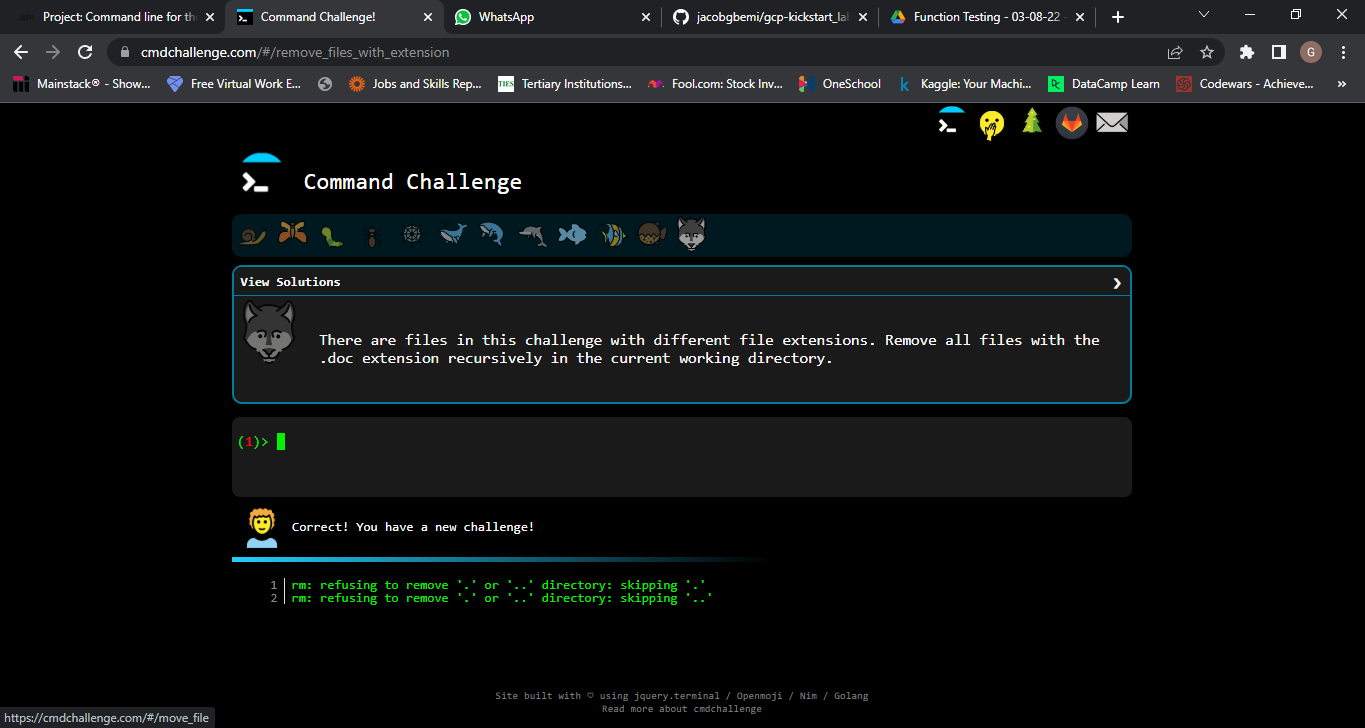 Project: Command line for th
Command Challenge!
WhatsApp
jacobgbemi/gcp-kickstart_la
Function Testing - 03-08-22
cmdchallenge.com/#/remove_files_with_extension
G
Mainstack® - Show...
Free Virtual Work E...
Jobs and Skills Rep...
TIES
Tertiary Institutions...
Fool.com: Stock Inv...
OneSchool
k
Kaggle: Your Machi...
DataCamp Learn
Codewars - Achieve...
»
>_
>_ Command Challenge
View Solutions ❯
There are files in this challenge with different file extensions. Remove all files with the
.doc extension recursively in the current working directory.
(1)>
Correct! You have a new challenge!
1 rm: refusing to remove '.' or '..' directory: skipping '.'
2 rm: refusing to remove '.' or '..' directory: skipping '..'
Site built with ♡ using jquery.terminal / Openmoji / Nim / Golang
Read more about cmdchallenge
https://cmdchallenge.com/#/move_file